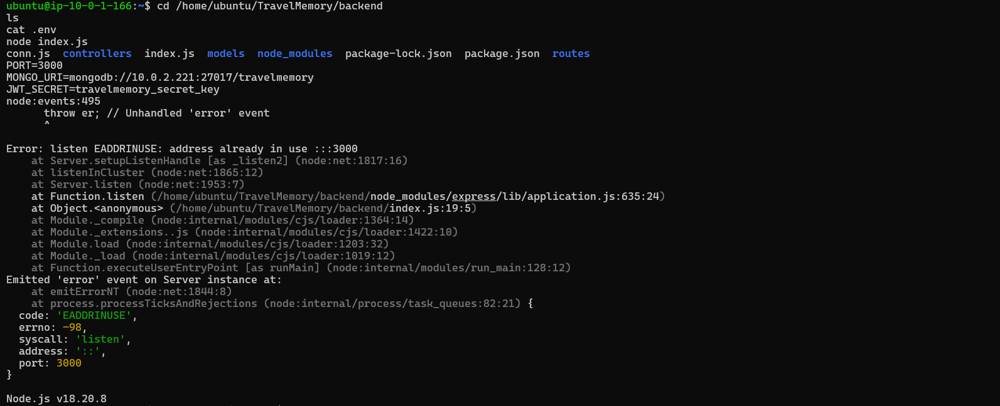 ubuntu@ip-10-0-1-166:~$ cd /home/ubuntu/TravelMemory/backend
ls
cat .env
node index.js
conn.js  controllers  index.js  models  node_modules  package-lock.json  package.json  routes
PORT=3000
MONGO_URI=mongodb://10.0.2.221:27017/travelmemory
JWT_SECRET=travelmemory_secret_key
node:events:495
      throw er; // Unhandled 'error' event
      ^
Error: listen EADDRINUSE: address already in use :::3000
    at Server.setupListenHandle [as _listen2] (node:net:1817:16)
    at listenInCluster (node:net:1865:12)
    at Server.listen (node:net:1953:7)
    at Function.listen (/home/ubuntu/TravelMemory/backend/node_modules/express/lib/application.js:635:24)
    at Object.<anonymous> (/home/ubuntu/TravelMemory/backend/index.js:19:5)
    at Module._compile (node:internal/modules/cjs/loader:1364:14)
    at Module._extensions..js (node:internal/modules/cjs/loader:1422:10)
    at Module.load (node:internal/modules/cjs/loader:1203:32)
    at Module._load (node:internal/modules/cjs/loader:1019:12)
    at Function.executeUserEntryPoint [as runMain] (node:internal/modules/run_main:128:12)
Emitted 'error' event on Server instance at:
    at emitErrorNT (node:net:1844:8)
    at process.processTicksAndRejections (node:internal/process/task_queues:82:21) {
  code: 'EADDRINUSE',
  errno: -98,
  syscall: 'listen',
  address: '::',
  port: 3000
}
Node.js v18.20.8